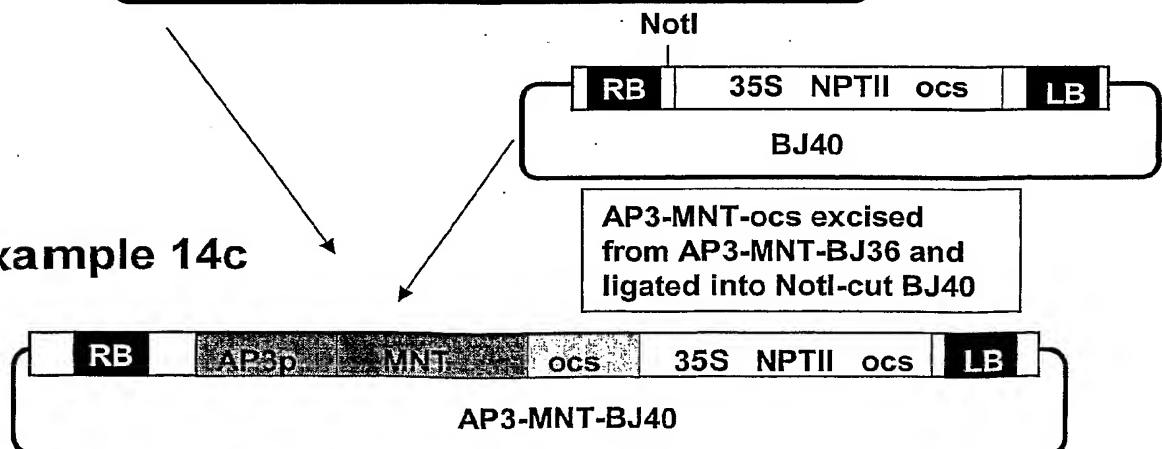 NotI
RB 35S NPTII ocs LB
BJ40
AP3-MNT-ocs excised
from AP3-MNT-BJ36 and
ligated into NotI-cut BJ40
xample 14c
RB AP3p MNT ocs 35S NPTII ocs LB
AP3-MNT-BJ40